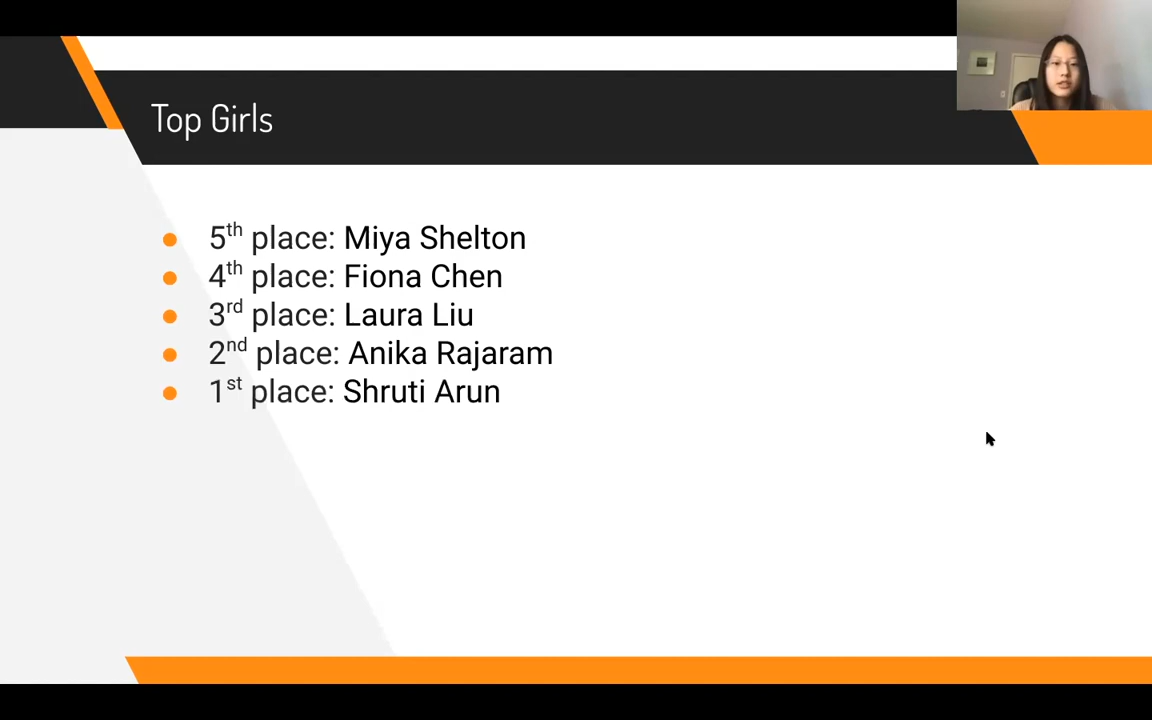 Top Girls
5th place: Miya Shelton
4th place: Fiona Chen
3rd place: Laura Liu
2nd place: Anika Rajaram
1st place: Shruti Arun